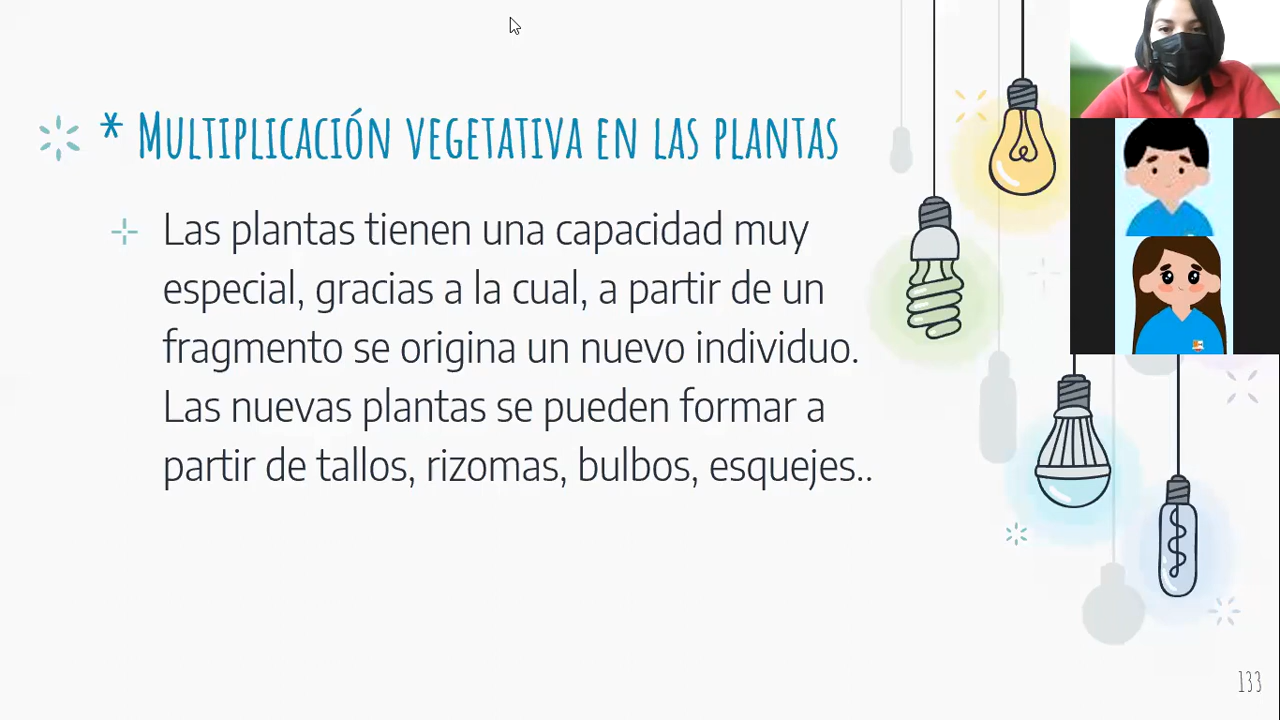 * Multiplicación vegetativa en las plantas
Las plantas tienen una capacidad muy
especial, gracias a la cual, a partir de un
fragmento se origina un nuevo individuo.
Las nuevas plantas se pueden formar a
partir de tallos, rizomas, bulbos, esquejes..
133